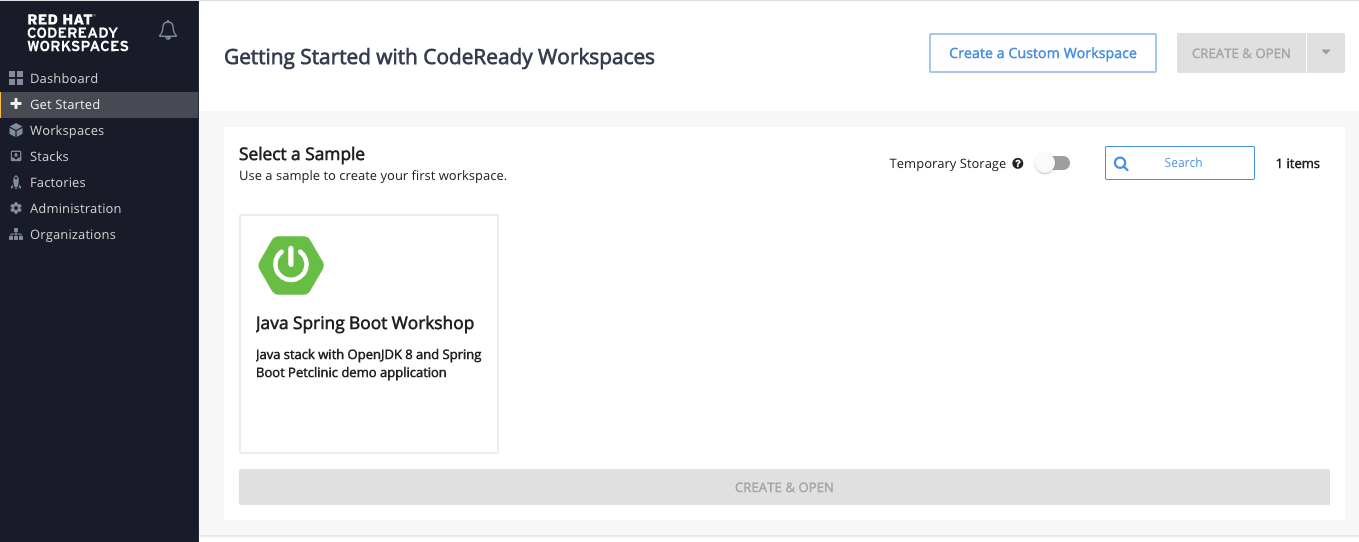 RED HAT
CODEREADY
WORKSPACES
Dashboard
Get Started
Workspaces
Stacks
Factories
Administration
Organizations
Getting Started with CodeReady Workspaces
Create a Custom Workspace
CREATE & OPEN
Select a Sample
Use a sample to create your first workspace.
Temporary Storage
Search
1 items
Java Spring Boot Workshop
Java stack with OpenJDK 8 and Spring
Boot Petclinic demo application
CREATE & OPEN